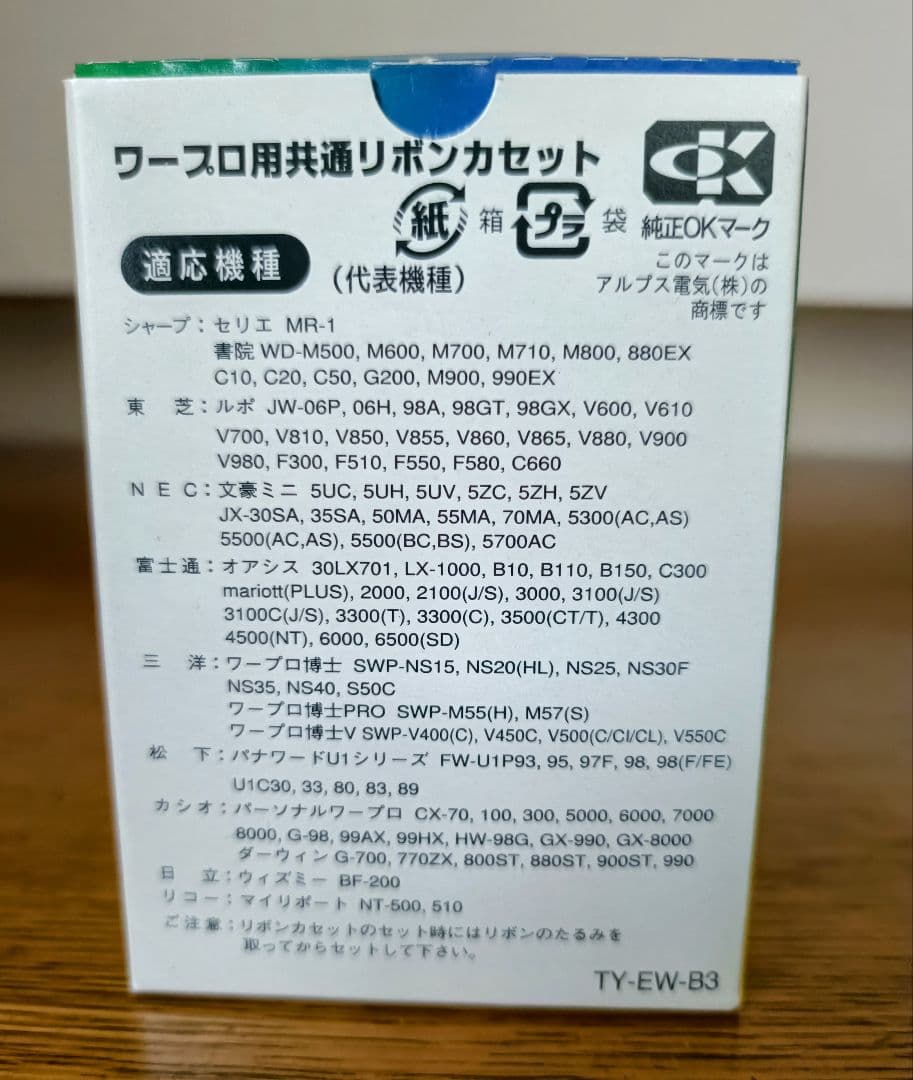 ワープロ用共通リボンカセット
OK
純正OKマーク
紙 箱 プラ 袋
このマークは
アルプス電気(株)の
商標です
適応機種 (代表機種)
シャープ:セリエ MR-1
書院 WD-M500, M600, M700, M710, M800, 880EX
C10, C20, C50, G200, M900, 990EX
東 芝:ルポ JW-06P, 06H, 98A, 98GT, 98GX, V600, V610
V700, V810, V850, V855, V860, V865, V880, V900
V980, F300, F510, F550, F580, C660
NEC:文豪ミニ 5UC, 5UH, 5UV, 5ZC, 5ZH, 5ZV
JX-30SA, 35SA, 50MA, 55MA, 70MA, 5300(AC,AS)
5500(AC,AS), 5500(BC,BS), 5700AC
富士通:オアシス 30LX701, LX-1000, B10, B110, B150, C300
mariott(PLUS), 2000, 2100(J/S), 3000, 3100(J/S)
3100C(J/S), 3300(T), 3300(C), 3500(CT/T), 4300
4500(NT), 6000, 6500(SD)
三 洋:ワープロ博士 SWP-NS15, NS20(HL), NS25, NS30F
NS35, NS40, S50C
ワープロ博士PRO SWP-M55(H), M57(S)
ワープロ博士V SWP-V400(C), V450C, V500(C/CI/CL), V550C
松 下:パナワードU1シリーズ FW-U1P93, 95, 97F, 98, 98(F/FE)
U1C30, 33, 80, 83, 89
カシオ:パーソナルワープロ CX-70, 100, 300, 5000, 6000, 7000
8000, G-98, 99AX, 99HX, HW-98G, GX-990, GX-8000
ダーウィン G-700, 770ZX, 800ST, 880ST, 900ST, 990
日 立:ウィズミー BF-200
リコー:マイリポート NT-500, 510
ご注意:リボンカセットのセット時にはリボンのたるみを
取ってからセットして下さい。
TY-EW-B3